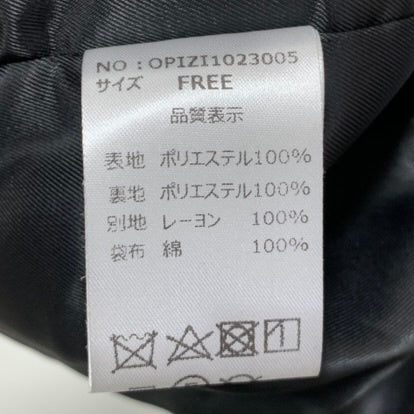 NO：OPIZI1023005
サイズ　FREE
品質表示
表地　ポリエステル100%
裏地　ポリエステル100%
別地　レーヨン　100%
袋布　綿　100%